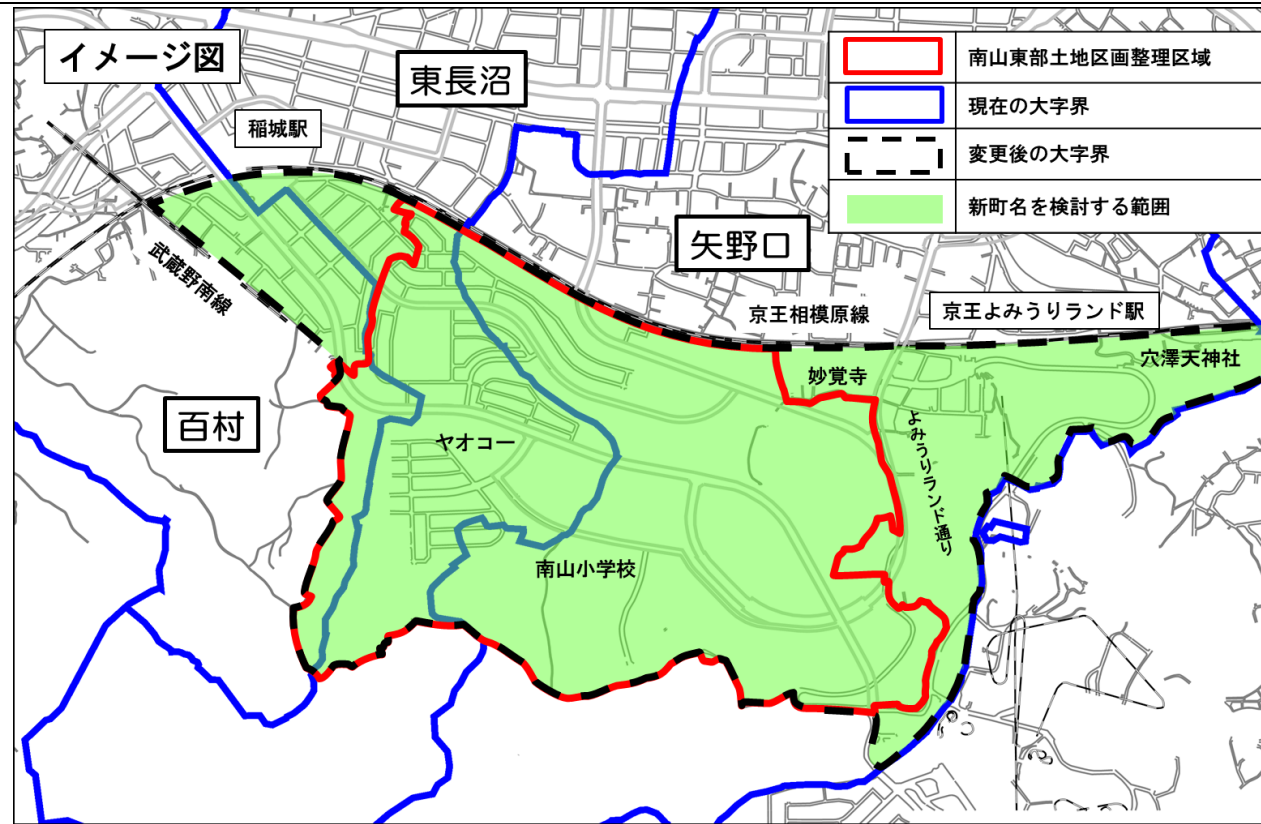 イメージ図
東長沼
稲城駅
南山東部土地区画整理区域
現在の大字界
変更後の大字界
新町名を検討する範囲
矢野口
武蔵野南線
京王相模原線
京王よみうりランド駅
穴澤天神社
妙覚寺
百村
ヤオコー
よみうりランド通り
南山小学校